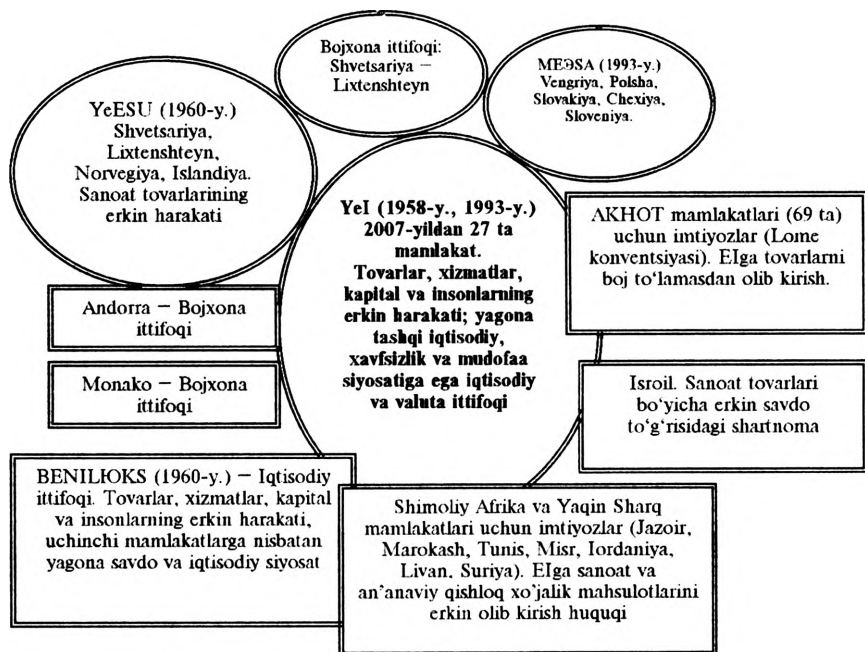 Bojxona ittifoqi:
Shvetsariya –
Lixtenshteyn
MEƏSA (1993-y.)
Vengriya, Polsha,
Slovakiya, Chexiya,
Sloveniya.
YeESU (1960-y.)
Shvetsariya,
Lixtenshteyn,
Norvegiya, Islandiya.
Sanoat tovarlarining
erkin harakati
YeI (1958-y., 1993-y.)
2007-yildan 27 ta
mamlakat.
Tovarlar, xizmatlar,
kapital va insonlarning
erkin harakati; yagona
tashqi iqtisodiy,
xavfsizlik va mudofaa
siyosatiga ega iqtisodiy
va valuta ittifoqi
AKHOT mamlakatlari (69 ta)
uchun imtiyozlar (Lome
konventsiyasi). EIga tovarlarni
boj to‘lamasdan olib kirish.
Andorra – Bojxona
ittifoqi
Monako – Bojxona
ittifoqi
Isroil. Sanoat tovarlari
bo‘yicha erkin savdo
to‘g‘risidagi shartnoma
BENILIOKS (1960-y.) – Iqtisodiy
ittifoqi. Tovarlar, xizmatlar, kapital
va insonlarning erkin harakati,
uchinchi mamlakatlarga nisbatan
yagona savdo va iqtisodiy siyosat
Shimoliy Afrika va Yaqin Sharq
mamlakatlari uchun imtiyozlar (Jazoir,
Marokash, Tunis, Misr, Iordaniya,
Livan, Suriya). EIga sanoat va
an’anaviy qishloq xo‘jalik mahsulotlarini
erkin olib kirish huquqi